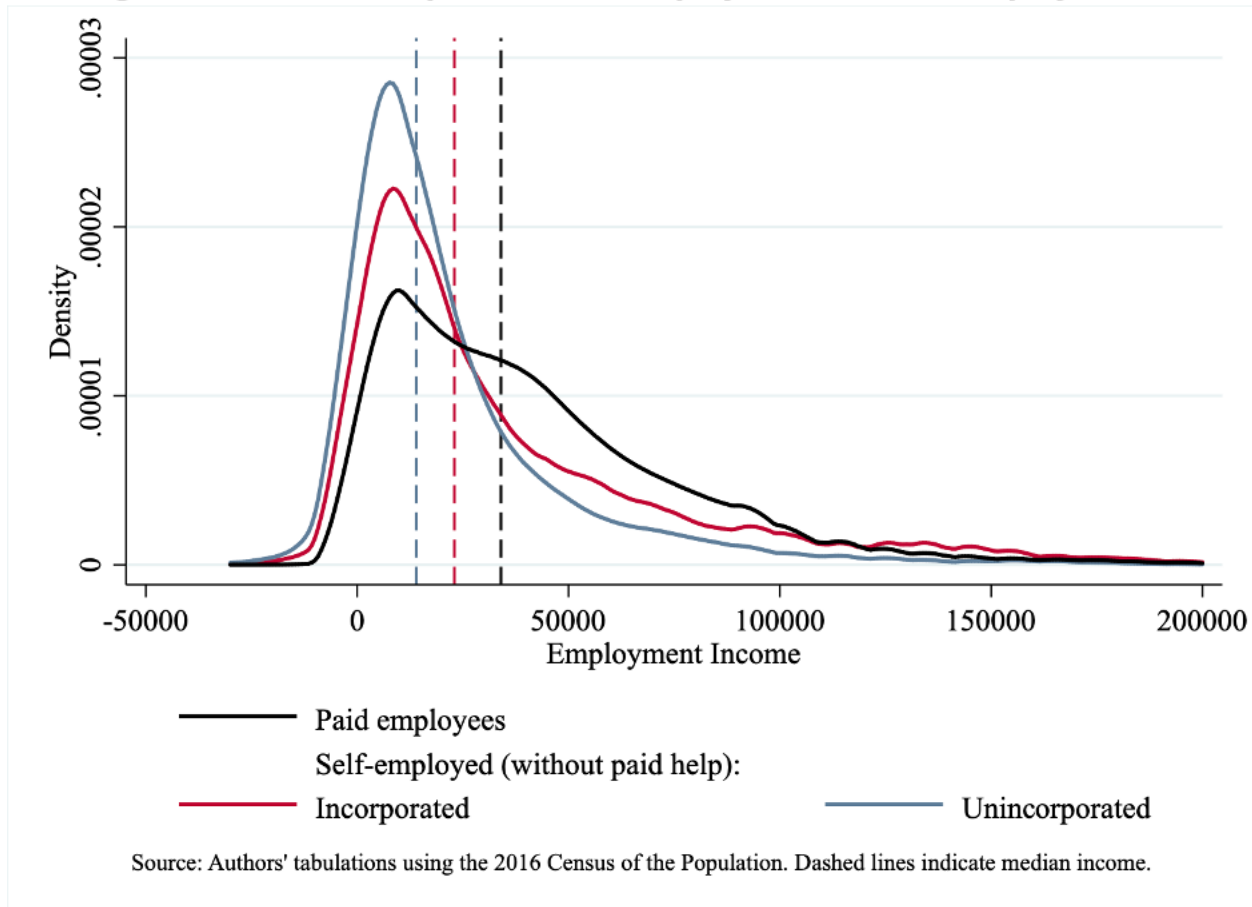 .00003
.00002
.00001
0
Density
-50000 0 50000 100000 150000 200000
Employment Income
Paid employees
Self-employed (without paid help):
Incorporated Unincorporated
Source: Authors' tabulations using the 2016 Census of the Population. Dashed lines indicate median income.